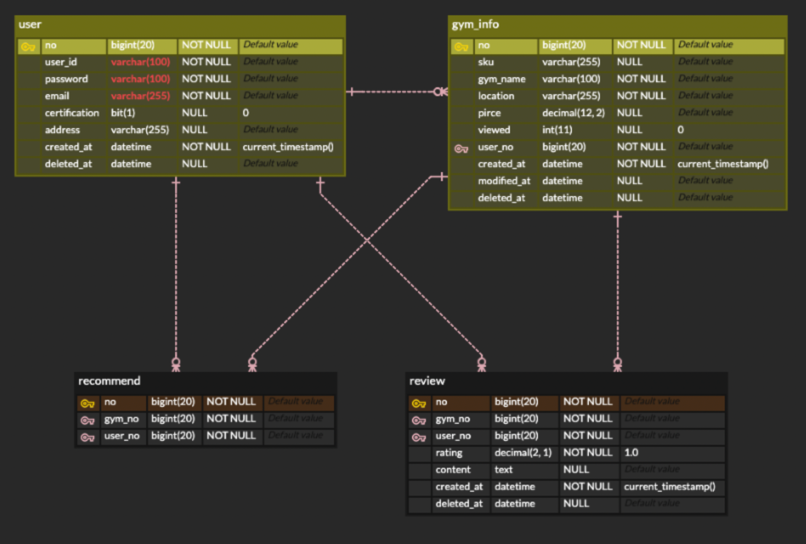 user
no bigint(20) NOT NULL Default value
user_id varchar(100) NOT NULL Default value
password varchar(100) NOT NULL Default value
email varchar(255) NOT NULL Default value
certification bit(1) NULL 0
address varchar(255) NULL Default value
created_at datetime NOT NULL current_timestamp()
deleted_at datetime NULL Default value
gym_info
no bigint(20) NOT NULL Default value
sku varchar(255) NULL Default value
gym_name varchar(100) NOT NULL Default value
location varchar(255) NOT NULL Default value
pirce decimal(12, 2) NULL Default value
viewed int(11) NULL 0
user_no bigint(20) NOT NULL Default value
created_at datetime NOT NULL current_timestamp()
modified_at datetime NULL Default value
deleted_at datetime NULL Default value
recommend
no bigint(20) NOT NULL Default value
gym_no bigint(20) NOT NULL Default value
user_no bigint(20) NOT NULL Default value
review
no bigint(20) NOT NULL Default value
gym_no bigint(20) NOT NULL Default value
user_no bigint(20) NOT NULL Default value
rating decimal(2, 1) NOT NULL 1.0
content text NULL Default value
created_at datetime NOT NULL current_timestamp()
deleted_at datetime NULL Default value